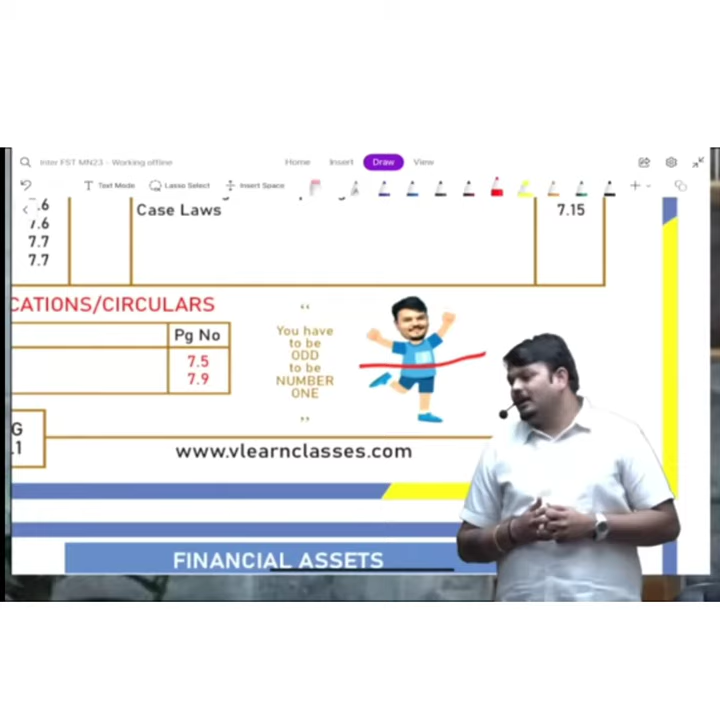 Inter FST MN23 - Working offline
Home
Insert
Draw
View
Text Mode
Lasso Select
Insert Space
.6
7.6
7.7
7.7
Case Laws
7.15
CATIONS/CIRCULARS
Pg No
7.5
7.9
“
You have
to be
ODD
to be
NUMBER
ONE
”
G
.1
www.vlearnclasses.com
FINANCIAL ASSETS